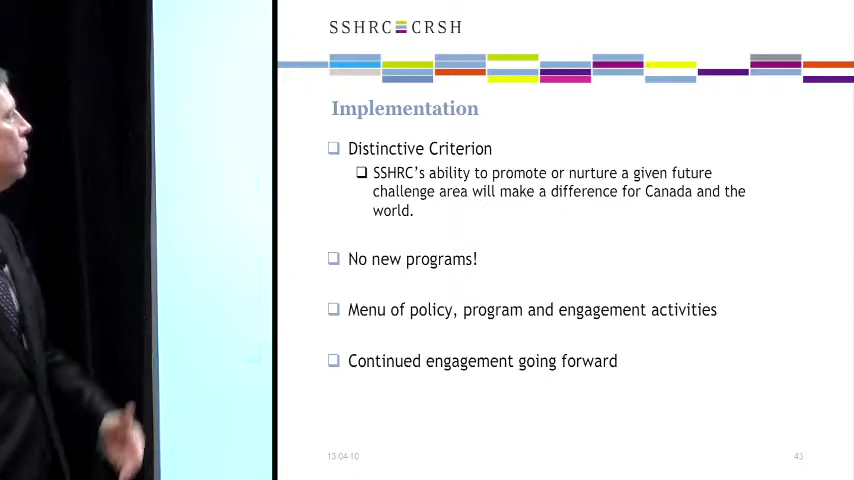 SSHRC CRSH
Implementation
Distinctive Criterion
SSHRC's ability to promote or nurture a given future
challenge area will make a difference for Canada and the
world.
No new programs!
Menu of policy, program and engagement activities
Continued engagement going forward
13-04-10
43